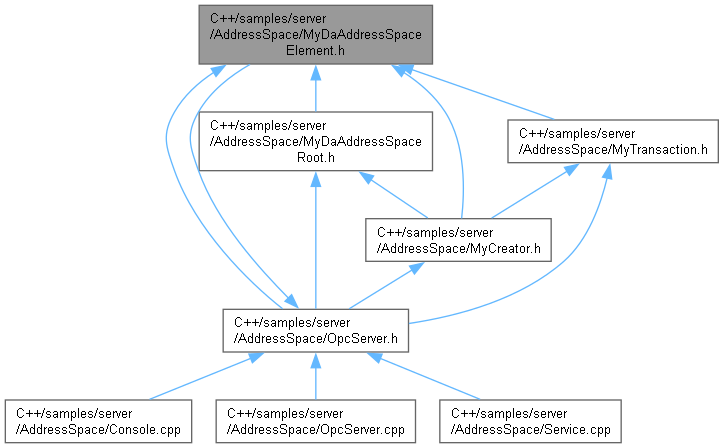 C++/samples/server
/AddressSpace/MyDaAddressSpace
Element.h
C++/samples/server
/AddressSpace/MyDaAddressSpace
Root.h
C++/samples/server
/AddressSpace/MyTransaction.h
C++/samples/server
/AddressSpace/MyCreator.h
C++/samples/server
/AddressSpace/OpcServer.h
C++/samples/server
/AddressSpace/Console.cpp
C++/samples/server
/AddressSpace/OpcServer.cpp
C++/samples/server
/AddressSpace/Service.cpp